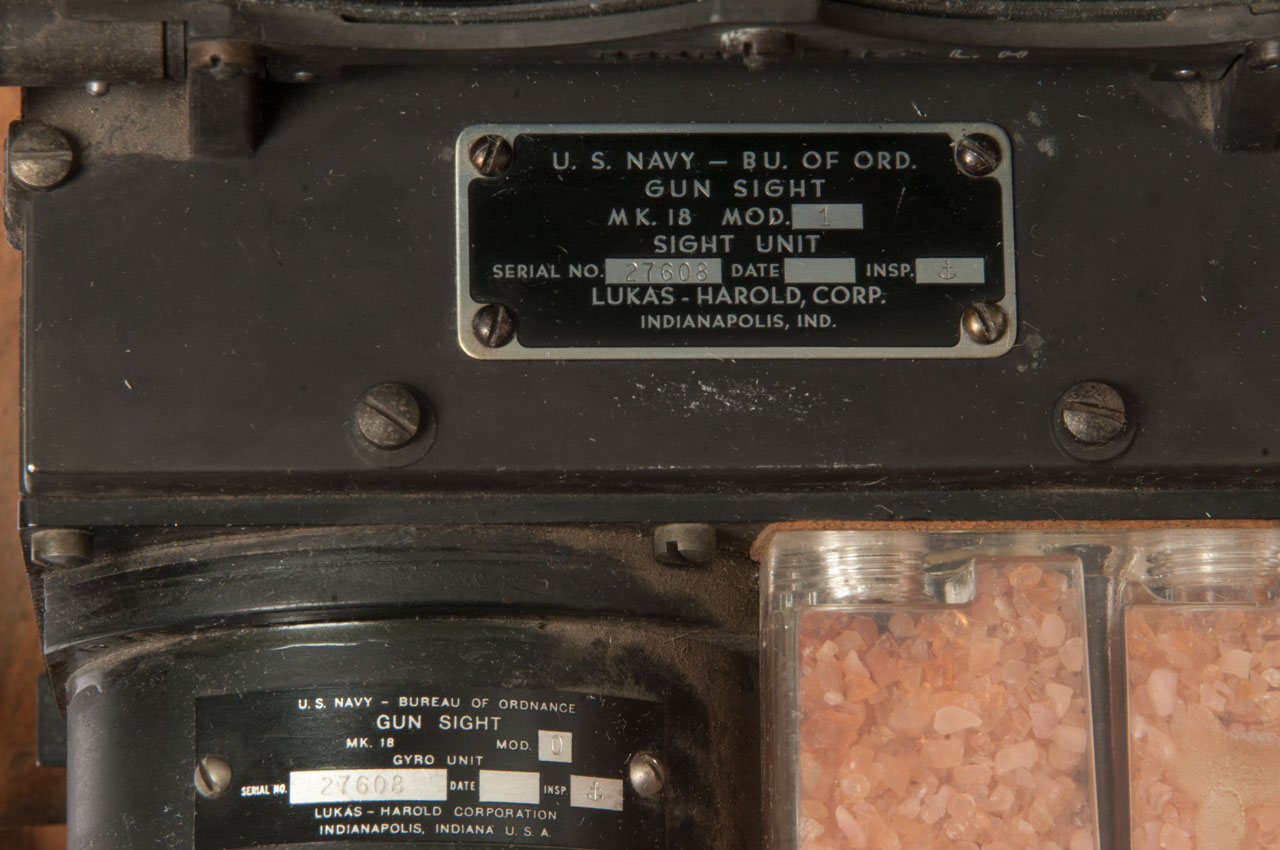 U. S. NAVY — BU. OF ORD.
GUN SIGHT
MK. 18 MOD. 1
SIGHT UNIT
SERIAL NO. 27608 DATE INSP.
LUKAS - HAROLD, CORP.
INDIANAPOLIS, IND.
U.S. NAVY - BUREAU OF ORDNANCE
GUN SIGHT
MK. 18 MOD. 0
GYRO UNIT
SERIAL NO. 27608 DATE INSP.
LUKAS - HAROLD CORPORATION
INDIANAPOLIS, INDIANA U.S.A.